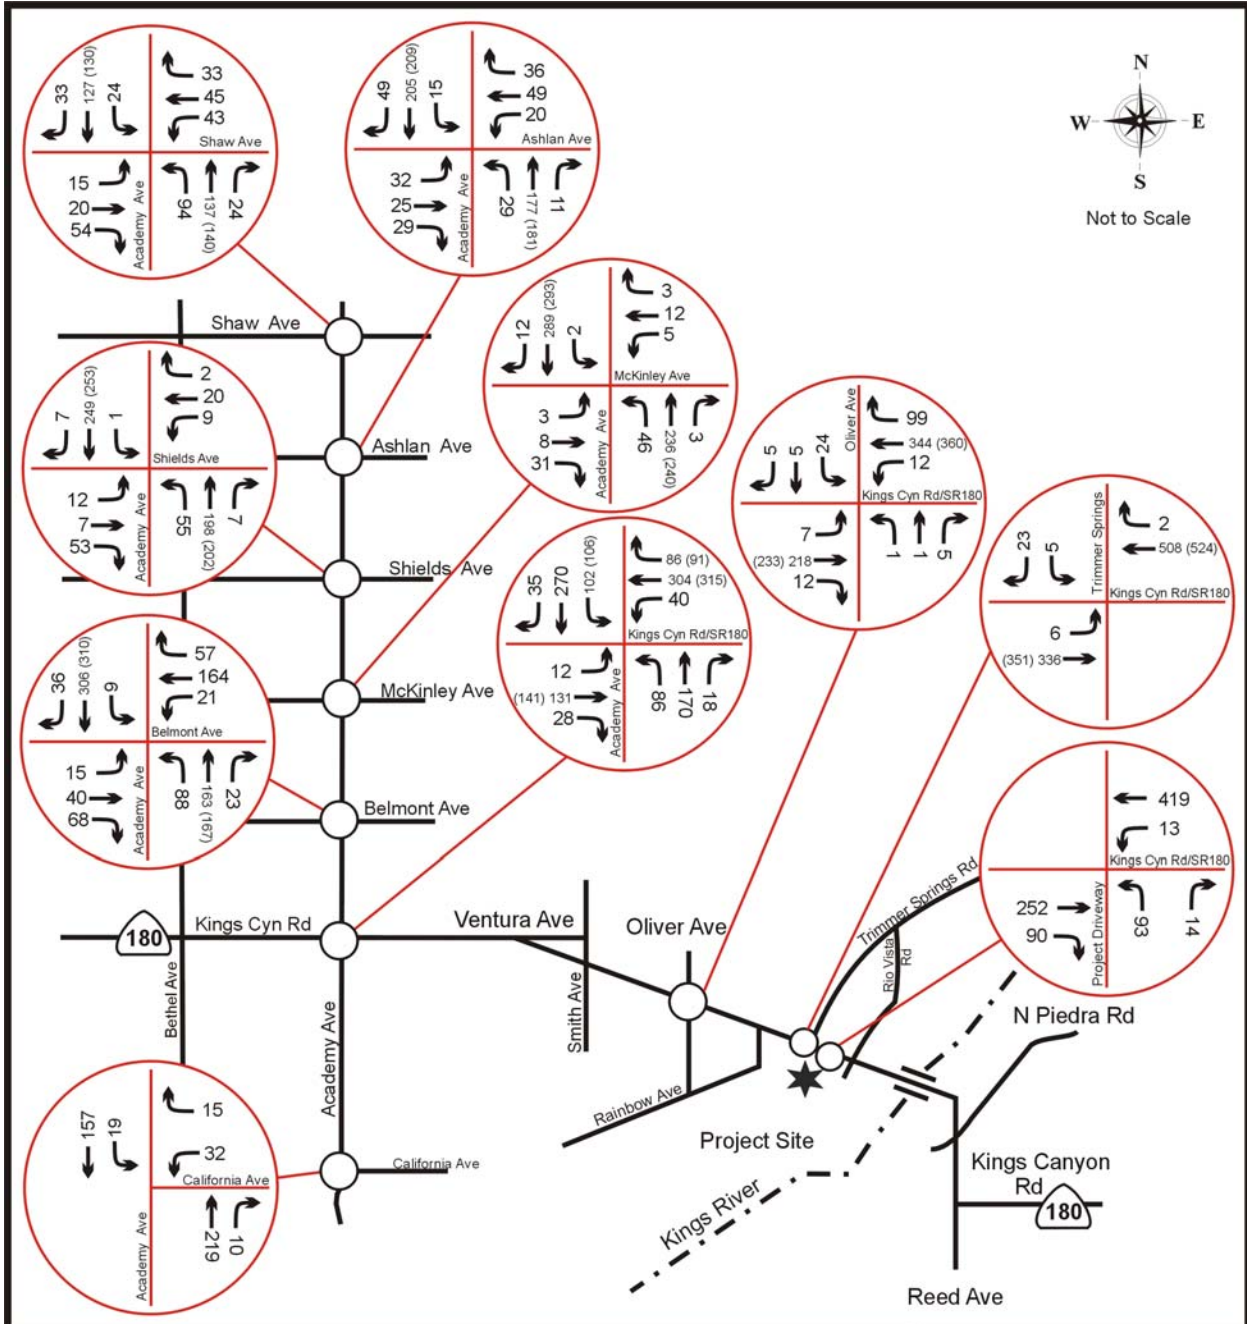 33
127 (130)
24
33
45
43
Shaw Ave
15
20
54
Academy Ave
94
137 (140)
24
49
205 (209)
15
36
49
20
Ashlan Ave
32
25
29
Academy Ave
29
177 (181)
11
N
W
E
S
Not to Scale
12
289 (293)
2
3
12
5
McKinley Ave
3
8
31
Academy Ave
46
236 (240)
3
Shaw Ave
7
249 (253)
1
2
20
9
Shields Ave
12
7
53
Academy Ave
55
198 (202)
7
Ashlan Ave
5
5
24
Oliver Ave
99
344 (360)
12
Kings Cyn Rd/SR180
7
(233) 218
12
1
1
5
23
5
Trimmer Springs
2
508 (524)
Kings Cyn Rd/SR180
6
(351) 336
35
270
102 (106)
86 (91)
304 (315)
40
Kings Cyn Rd/SR180
12
(141) 131
28
Academy Ave
86
170
18
Shields Ave
36
306 (310)
9
57
164
21
Belmont Ave
15
40
68
Academy Ave
88
163 (167)
23
McKinley Ave
Belmont Ave
419
13
Kings Cyn Rd/SR180
252
90
Project Driveway
93
14
180
Kings Cyn Rd
Ventura Ave
Oliver Ave
Trimmer Springs Rd
Rio Vista
Rd
Bethel Ave
Academy Ave
Smith Ave
N Piedra Rd
Rainbow Ave
Project Site
157
19
15
32
California Ave
Academy Ave
219
10
California Ave
Kings River
Kings Canyon
Rd
180
Reed Ave